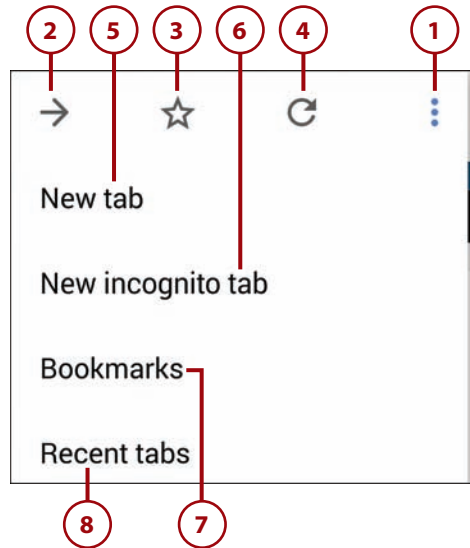 2 5 3 6 4 1
New tab
New incognito tab
Bookmarks
Recent tabs
8 7